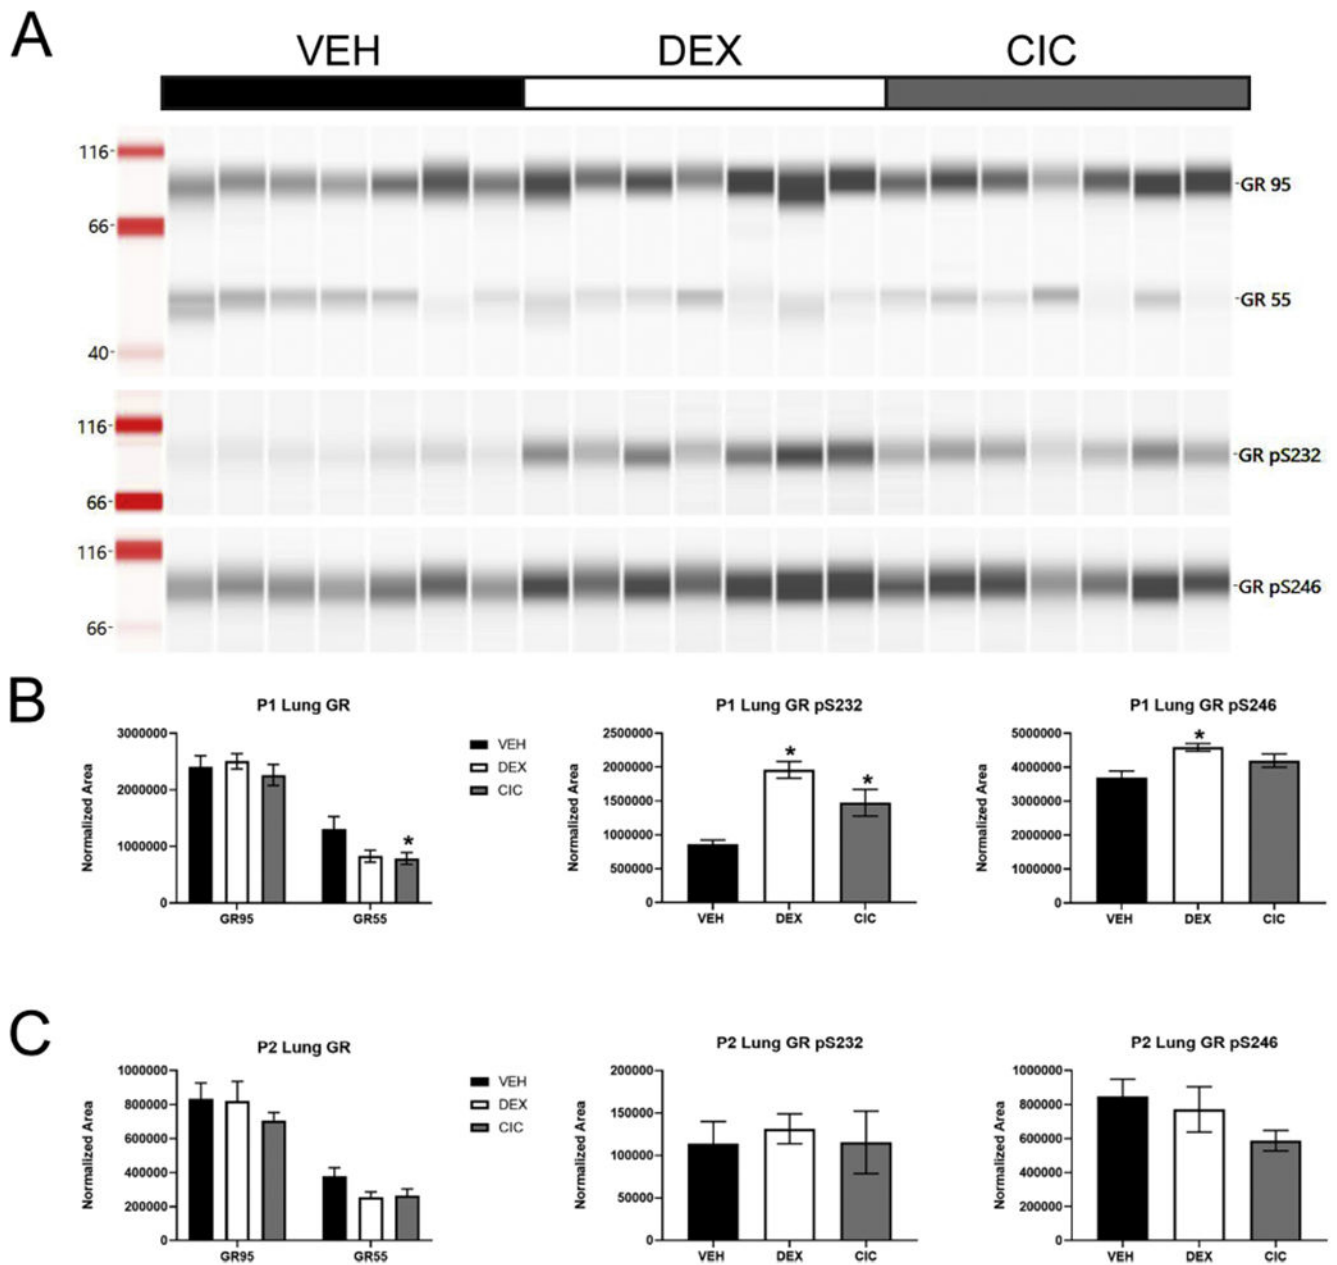 A
VEH DEX CIC
116
66
40
GR 95
GR 55
116
66
GR pS232
116
66
GR pS246
B
P1 Lung GR
Normalized Area
3000000
2000000
1000000
0
GR95 GR55
VEH
DEX
CIC
*
P1 Lung GR pS232
Normalized Area
2500000
2000000
1500000
1000000
500000
0
VEH DEX CIC
* *
P1 Lung GR pS246
Normalized Area
5000000
4000000
3000000
2000000
1000000
0
VEH DEX CIC
*
C
P2 Lung GR
Normalized Area
1000000
800000
600000
400000
200000
0
GR95 GR55
VEH
DEX
CIC
P2 Lung GR pS232
Normalized Area
200000
150000
100000
50000
0
VEH DEX CIC
P2 Lung GR pS246
Normalized Area
1000000
800000
600000
400000
200000
0
VEH DEX CIC